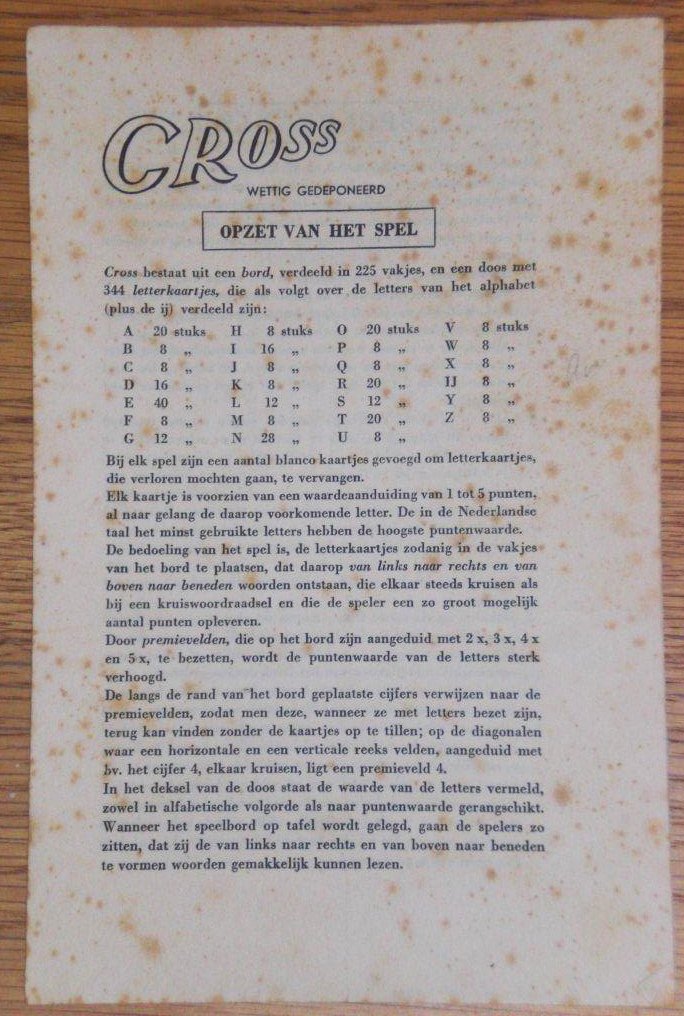 CROSS
WETTIG GEDEPONEERD
OPZET VAN HET SPEL
Cross bestaat uit een bord, verdeeld in 225 vakjes, en een doos met
344 letterkaartjes, die als volgt over de letters van het alphabet
(plus de ij) verdeeld zijn:
A 20 stuks H 8 stuks O 20 stuks V 8 stuks
B 8 „ I 16 „ P 8 „ W 8 „
C 8 „ J 8 „ Q 8 „ X 8 „
D 16 „ K 8 „ R 20 „ IJ 8 „
E 40 „ L 12 „ S 12 „ Y 8 „
F 8 „ M 8 „ T 20 „ Z 8 „
G 12 „ N 28 „ U 8 „
Bij elk spel zijn een aantal blanco kaartjes gevoegd om letterkaartjes,
die verloren mochten gaan, te vervangen.
Elk kaartje is voorzien van een waardeaanduiding van 1 tot 5 punten,
al naar gelang de daarop voorkomende letter. De in de Nederlandse
taal het minst gebruikte letters hebben de hoogste puntenwaarde.
De bedoeling van het spel is, de letterkaartjes zodanig in de vakjes
van het bord te plaatsen, dat daarop van links naar rechts en van
boven naar beneden woorden ontstaan, die elkaar steeds kruisen als
bij een kruiswoordraadsel en die de speler een zo groot mogelijk
aantal punten opleveren.
Door premievelden, die op het bord zijn aangeduid met 2 x, 3 x, 4 x
en 5 x, te bezetten, wordt de puntenwaarde van de letters sterk
verhoogd.
De langs de rand van het bord geplaatste cijfers verwijzen naar de
premievelden, zodat men deze, wanneer ze met letters bezet zijn,
terug kan vinden zonder de kaartjes op te tillen; op de diagonalen
waar een horizontale en een verticale reeks velden, aangeduid met
bv. het cijfer 4, elkaar kruisen, ligt een premieveld 4.
In het deksel van de doos staat de waarde van de letters vermeld,
zowel in alfabetische volgorde als naar puntenwaarde gerangschikt.
Wanneer het speelbord op tafel wordt gelegd, gaan de spelers zo
zitten, dat zij de van links naar rechts en van boven naar beneden
te vormen woorden gemakkelijk kunnen lezen.